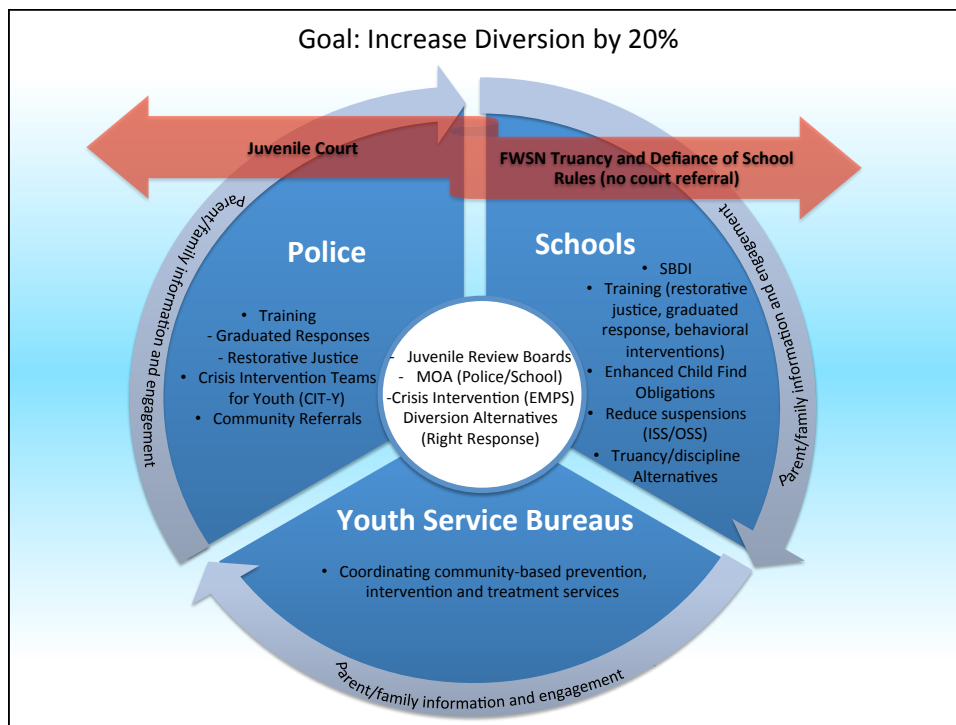 Goal: Increase Diversion by 20%
Juvenile Court
FWSN Truancy and Defiance of School
Rules (no court referral)
Parent/family information and engagement
Parent/family information and engagement
Police
• Training
- Graduated Responses
- Restorative Justice
• Crisis Intervention Teams
for Youth (CIT-Y)
• Community Referrals
Schools
• SBDI
• Training (restorative
justice, graduated
response, behavioral
interventions)
• Enhanced Child Find
Obligations
• Reduce suspensions
(ISS/OSS)
• Truancy/discipline
Alternatives
- Juvenile Review Boards
- MOA (Police/School)
-Crisis Intervention (EMPS)
Diversion Alternatives
(Right Response)
Youth Service Bureaus
• Coordinating community-based prevention,
intervention and treatment services
Parent/family information and engagement